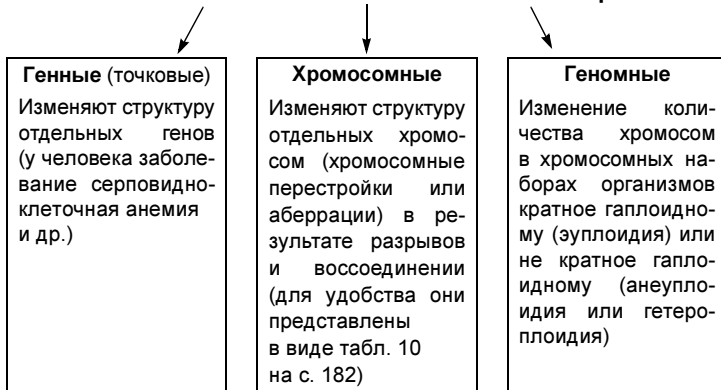 Генные (точковые)
Изменяют структуру
отдельных генов
(у человека заболе-
вание серповидно-
клеточная анемия
и др.)
Хромосомные
Изменяют структуру
отдельных хромо-
сом (хромосомные
перестройки или
аберрации) в ре-
зультате разрывов
и воссоединении
(для удобства они
представлены
в виде табл. 10
на с. 182)
Геномные
Изменение коли-
чества хромосом
в хромосомных на-
борах организмов
кратное гаплоидно-
му (эуплоидия) или
не кратное гапло-
идному (анеупло-
идия или гетеро-
плоидия)